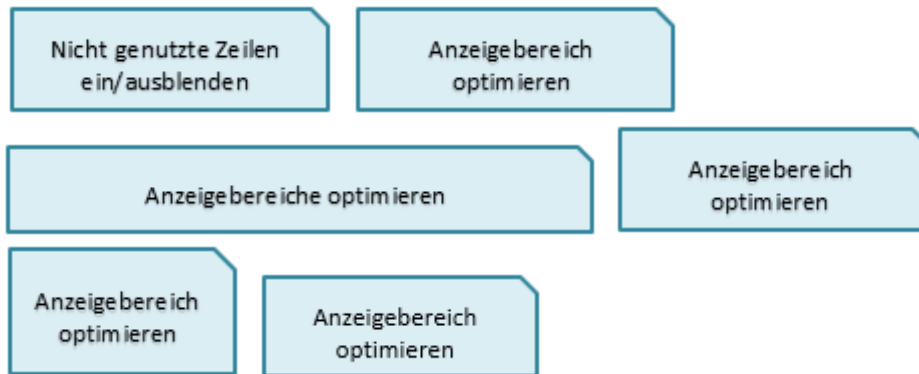 Nicht genutzte Zeilen
ein/ausblenden
Anzeigebereich
optimieren
Anzeigebereiche optimieren
Anzeigebereich
optimieren
Anzeigebereich
optimieren
Anzeigebereich
optimieren